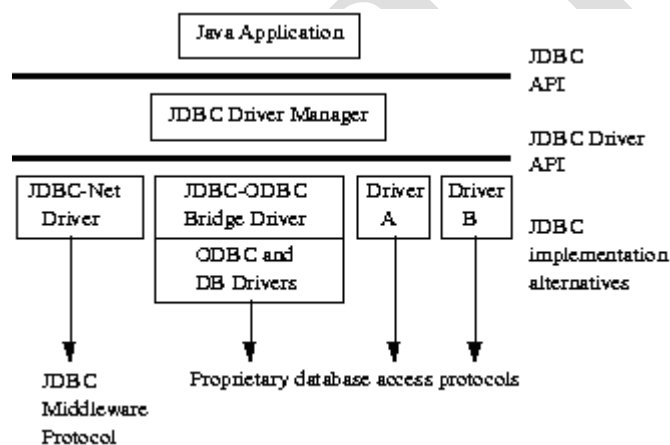 Java Application
JDBC
API
JDBC Driver Manager
JDBC Driver
API
JDBC-Net
Driver
JDBC-ODBC
Bridge Driver
ODBC and
DB Drivers
Driver
A
Driver
B
JDBC
implementation
alternatives
JDBC
Middleware
Protocol
Proprietary database access protocols